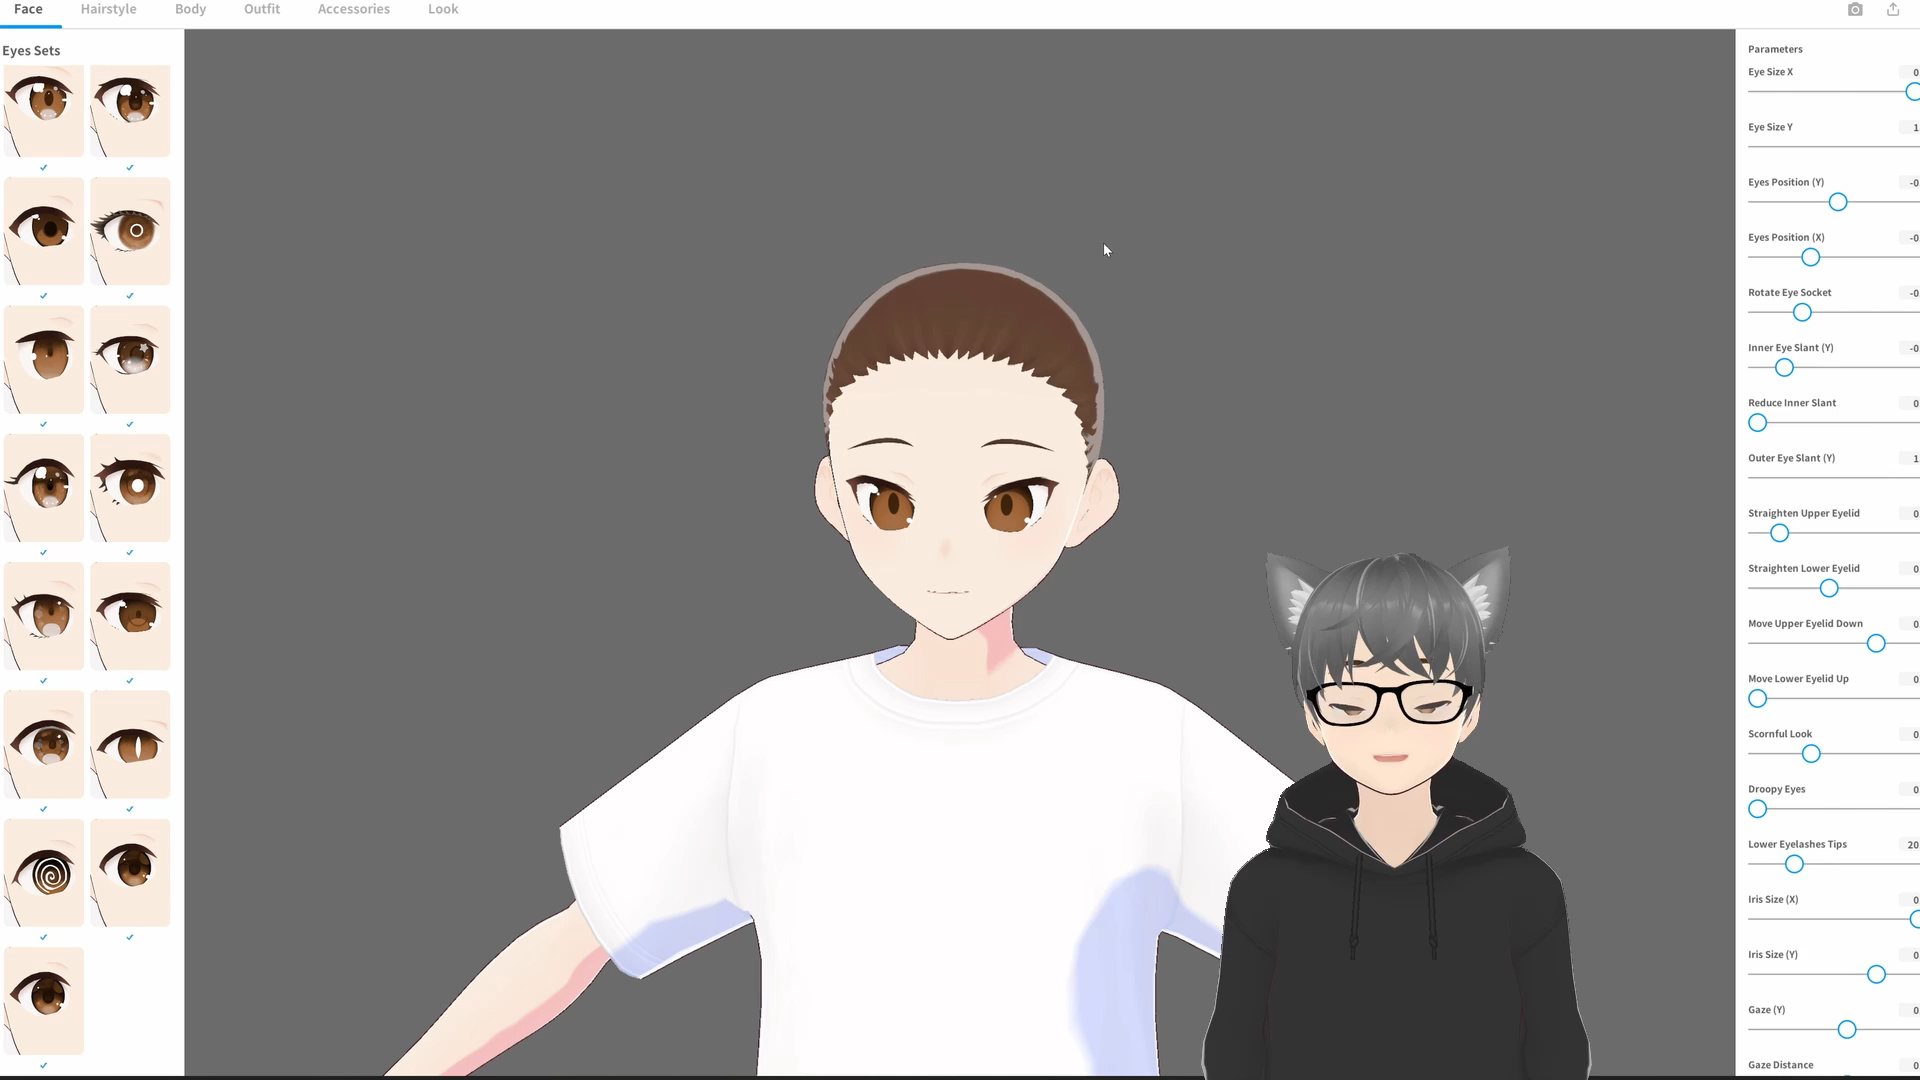 Face Hairstyle Body Outfit Accessories Look
Eyes Sets
Parameters
Eye Size X 0
Eye Size Y 1
Eyes Position (Y) -0
Eyes Position (X) -0
Rotate Eye Socket -0
Inner Eye Slant (Y) -0
Reduce Inner Slant 0
Outer Eye Slant (Y) 1
Straighten Upper Eyelid 0
Straighten Lower Eyelid 0
Move Upper Eyelid Down 0
Move Lower Eyelid Up 0
Scornful Look 0
Droopy Eyes 0
Lower Eyelashes Tips 20
Iris Size (X) 0
Iris Size (Y) 0
Gaze (Y) 0
Gaze Distance 0